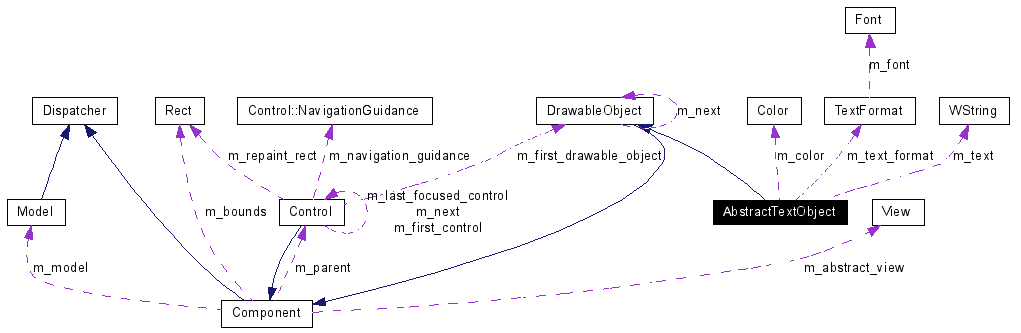 Font
m_font
Dispatcher
Rect
Control::NavigationGuidance
DrawableObject
m_next
Color
TextFormat
WString
m_repaint_rect
m_navigation_guidance
m_first_drawable_object
m_color
m_text_format
m_text
Model
m_bounds
Control
m_last_focused_control
m_next
m_first_control
AbstractTextObject
View
m_model
m_parent
m_abstract_view
Component